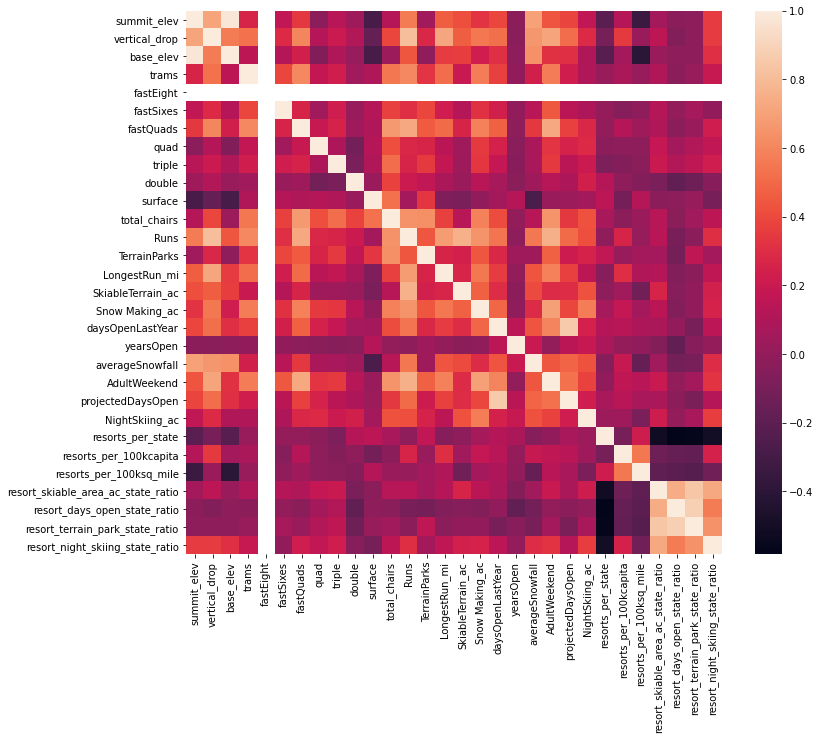 summit_elev
vertical_drop
base_elev
trams
fastEight
fastSixes
fastQuads
quad
triple
double
surface
total_chairs
Runs
TerrainParks
LongestRun_mi
SkiableTerrain_ac
Snow Making_ac
daysOpenLastYear
yearsOpen
averageSnowfall
AdultWeekend
projectedDaysOpen
NightSkiing_ac
resorts_per_state
resorts_per_100kcapita
resorts_per_100ksq_mile
resort_skiable_area_ac_state_ratio
resort_days_open_state_ratio
resort_terrain_park_state_ratio
resort_night_skiing_state_ratio
summit_elev
vertical_drop
base_elev
trams
fastEight
fastSixes
fastQuads
quad
triple
double
surface
total_chairs
Runs
TerrainParks
LongestRun_mi
SkiableTerrain_ac
Snow Making_ac
daysOpenLastYear
yearsOpen
averageSnowfall
AdultWeekend
projectedDaysOpen
NightSkiing_ac
resorts_per_state
resorts_per_100kcapita
resorts_per_100ksq_mile
resort_skiable_area_ac_state_ratio
resort_days_open_state_ratio
resort_terrain_park_state_ratio
resort_night_skiing_state_ratio
1.0
0.8
0.6
0.4
0.2
0.0
−0.2
−0.4